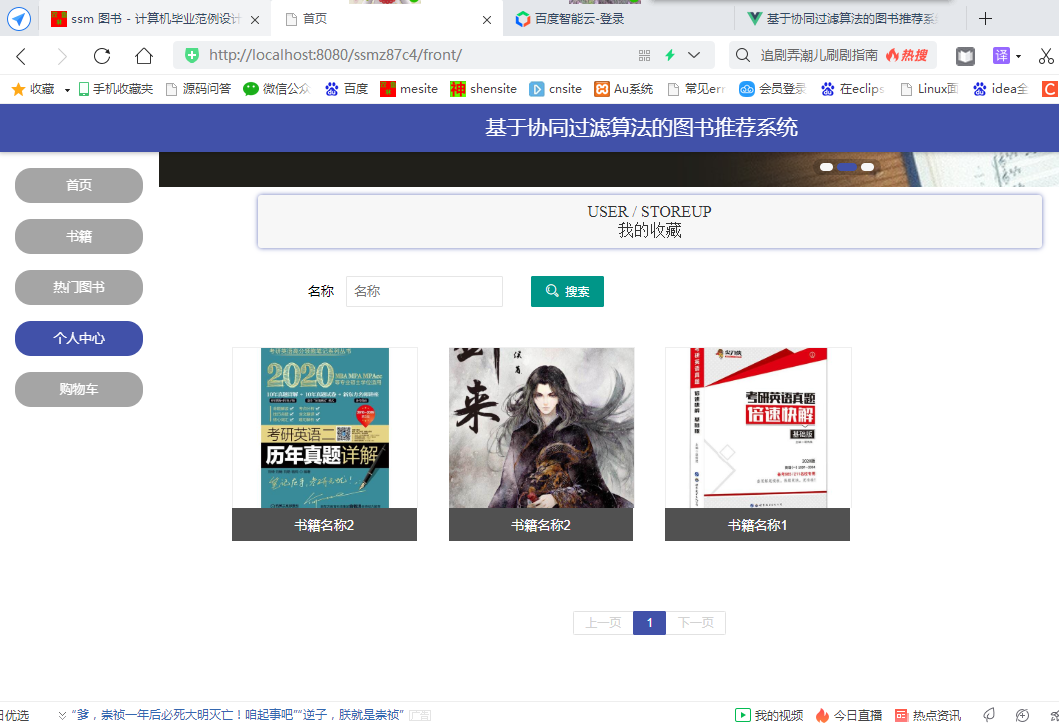 ssm 图书 - 计算机毕业范例设计
首页
百度智能云-登录
基于协同过滤算法的图书推荐系
http://localhost:8080/ssmz87c4/front/
追剧弄潮儿刷剧指南 热搜
译
收藏 手机收藏夹 源码问答 微信公众 百度 mesite shensite cnsite Au系统 常见err 会员登录 在eclips Linux面 idea全
基于协同过滤算法的图书推荐系统
首页
书籍
热门图书
个人中心
购物车
USER / STOREUP
我的收藏
名称 名称 搜索
2020
MBA MPA MPAcc
考研英语二
历年真题详解
来
考研英语真题
倍速快解
基础版
书籍名称2 书籍名称2 书籍名称1
上一页 1 下一页
日优选 “爹，崇祯一年后必死大明灭亡！咱起事吧”“逆子，朕就是崇祯” 广告 我的视频 今日直播 热点资讯